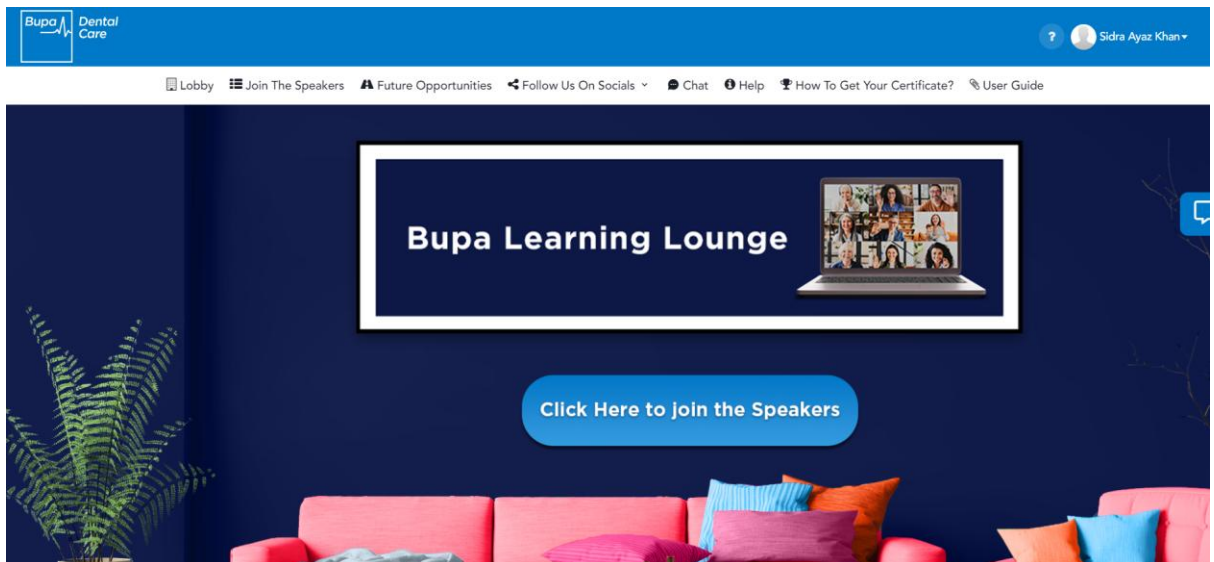 Bupa Dental
Care
? Sidra Ayaz Khan
Lobby Join The Speakers Future Opportunities Follow Us On Socials Chat Help How To Get Your Certificate? User Guide
Bupa Learning Lounge
Click Here to join the Speakers